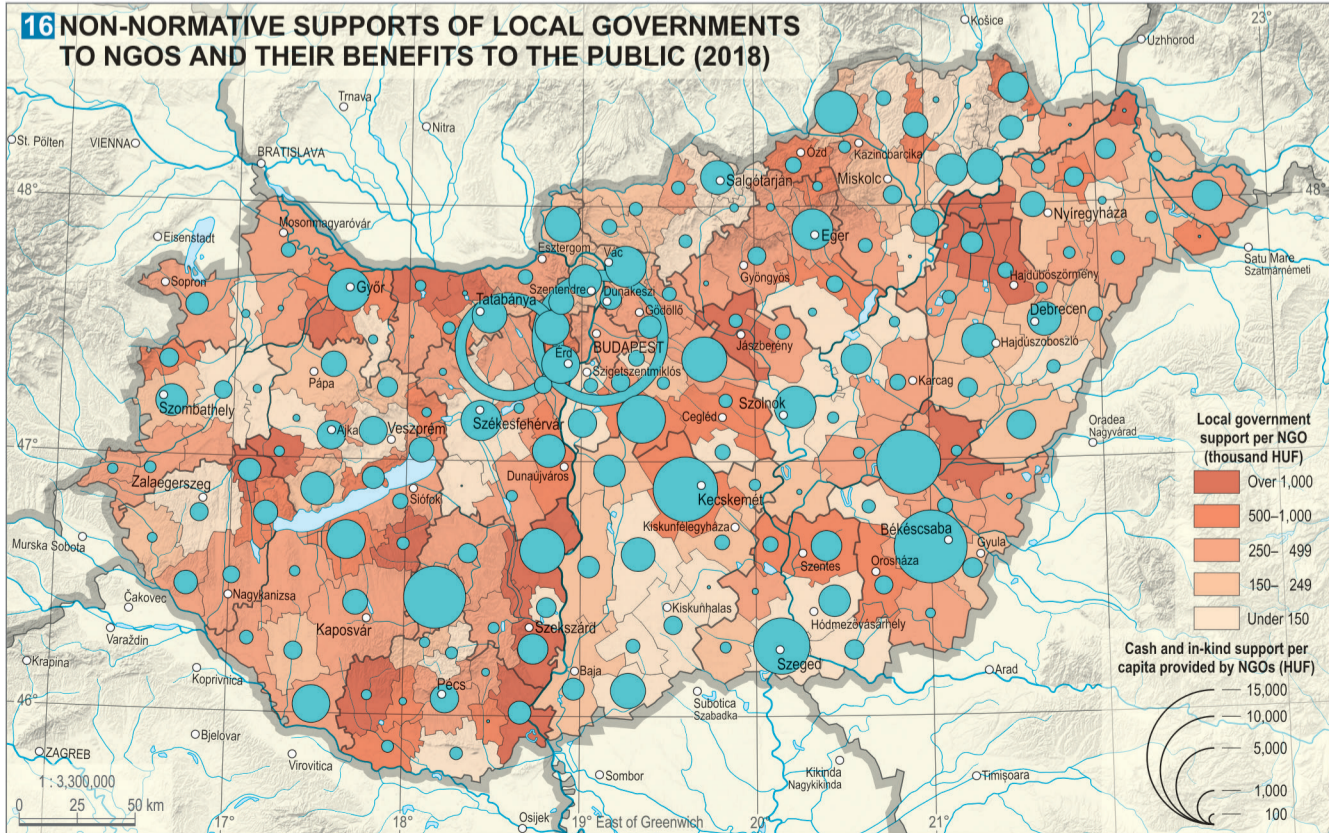 16 NON-NORMATIVE SUPPORTS OF LOCAL GOVERNMENTS
TO NGOS AND THEIR BENEFITS TO THE PUBLIC (2018)
Košice
23°
Uzhhorod
Trnava
Nitra
St. Pölten
VIENNA
BRATISLAVA
48°
48°
Ózd
Kazincbarcika
Salgótarján
Miskolc
Nyíregyháza
Mosonmagyaróvár
Eisenstadt
Esztergom
Vác
Eger
Satu Mare
Szatmárnémeti
Sopron
Győr
Szentendre
Dunakeszi
Gyöngyös
Hajdúböszörmény
Tatabánya
Gödöllő
Debrecen
BUDAPEST
Jászberény
Hajdúszoboszló
Érd
Szigetszentmiklós
Pápa
Karcag
Szombathely
Szolnok
Cegléd
Székesfehérvár
Ajka
Veszprém
Oradea
Nagyvárad
47°
47°
Dunaújváros
Zalaegerszeg
Siófok
Kecskemét
Kiskunfélegyháza
Békéscsaba
Gyula
Murska Sobota
Szentes
Orosháza
Nagykanizsa
Čakovec
Kiskunhalas
Hódmezővásárhely
Varaždin
Kaposvár
Szekszárd
Szeged
Krapina
Koprivnica
Baja
Arad
Pécs
Subotica
Szabadka
46°
46°
Bjelovar
ZAGREB
Virovitica
Sombor
Kikinda
Nagykikinda
Timișoara
Osijek
1 : 3,300,000
0 25 50 km
17°
18°
19° East of Greenwich
20°
21°
Local government
support per NGO
(thousand HUF)
Over 1,000
500–1,000
250– 499
150– 249
Under 150
Cash and in-kind support per
capita provided by NGOs (HUF)
15,000
10,000
5,000
1,000
100